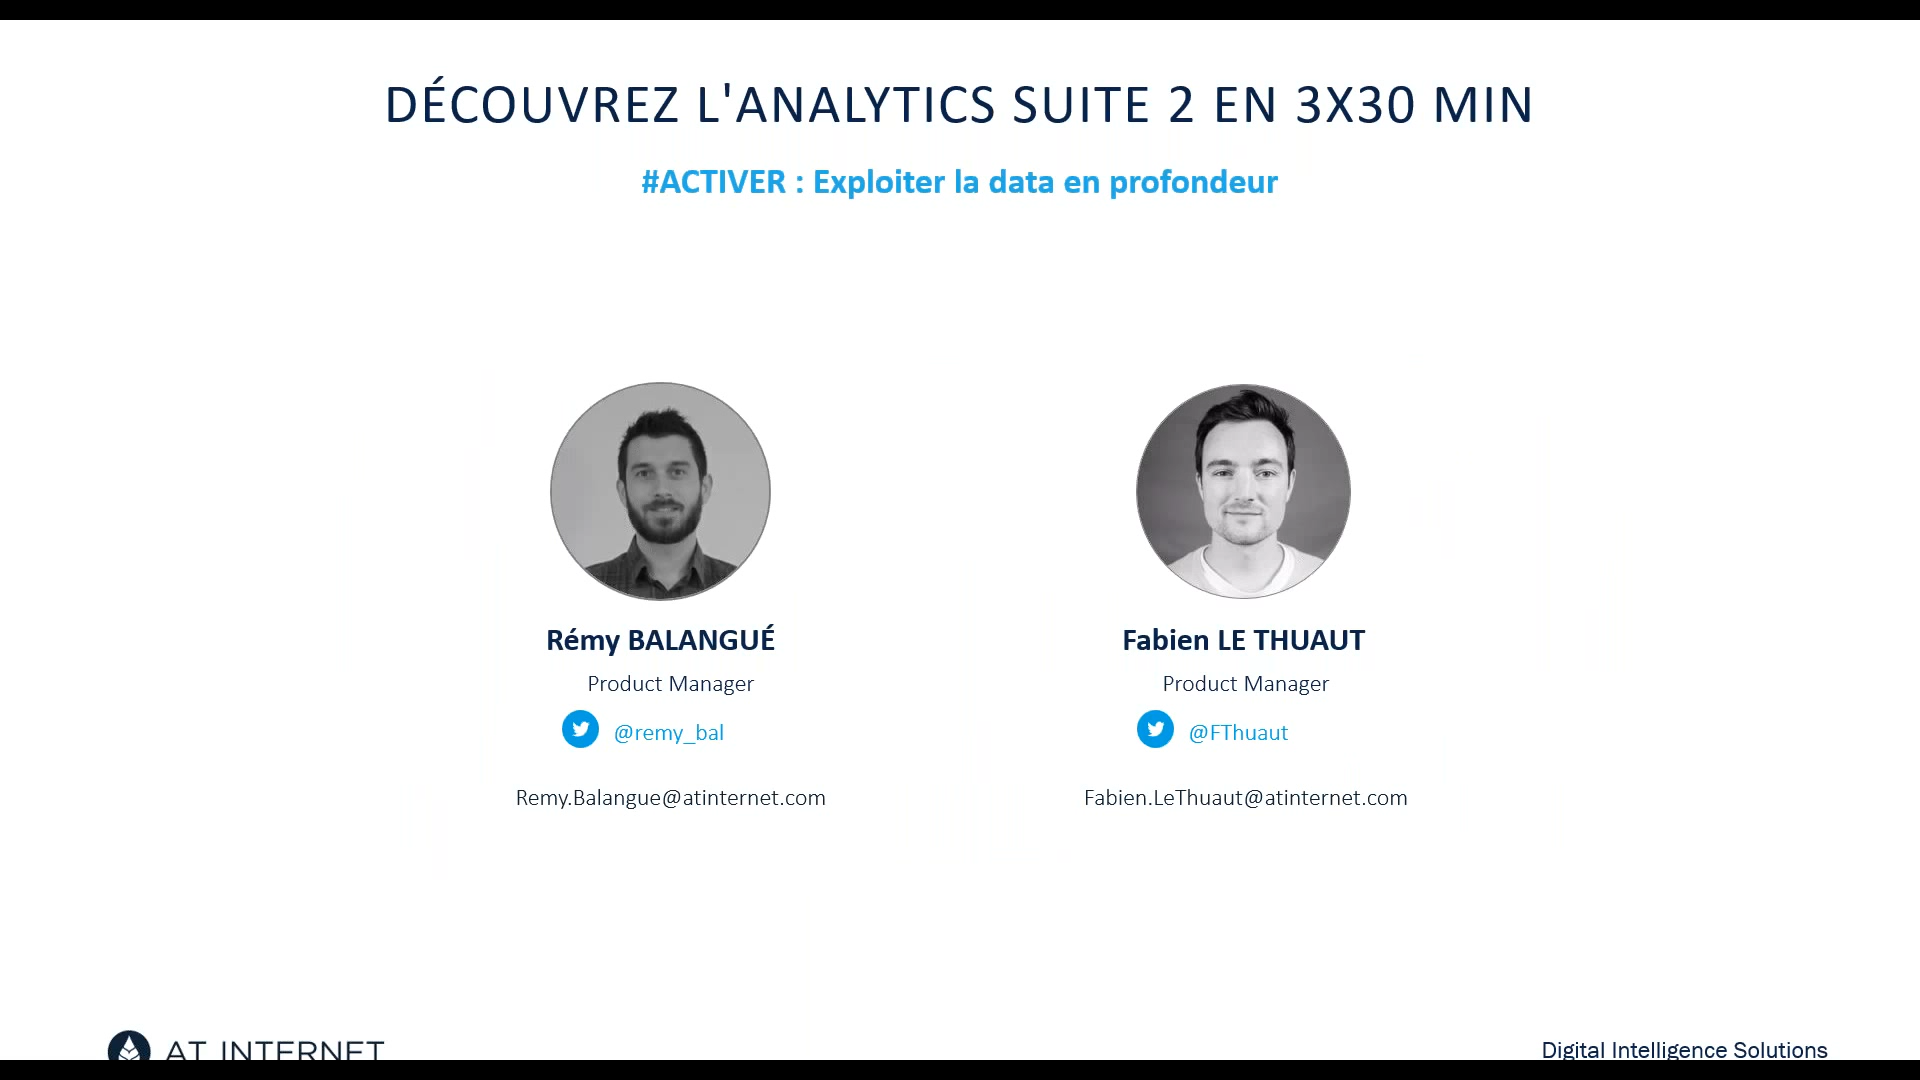 DÉCOUVREZ L'ANALYTICS SUITE 2 EN 3X30 MIN
#ACTIVER : Exploiter la data en profondeur
Rémy BALANGUÉ
Product Manager
@remy_bal
Remy.Balangue@atinternet.com
Fabien LE THUAUT
Product Manager
@FThuaut
Fabien.LeThuaut@atinternet.com
AT INTERNET
Digital Intelligence Solutions